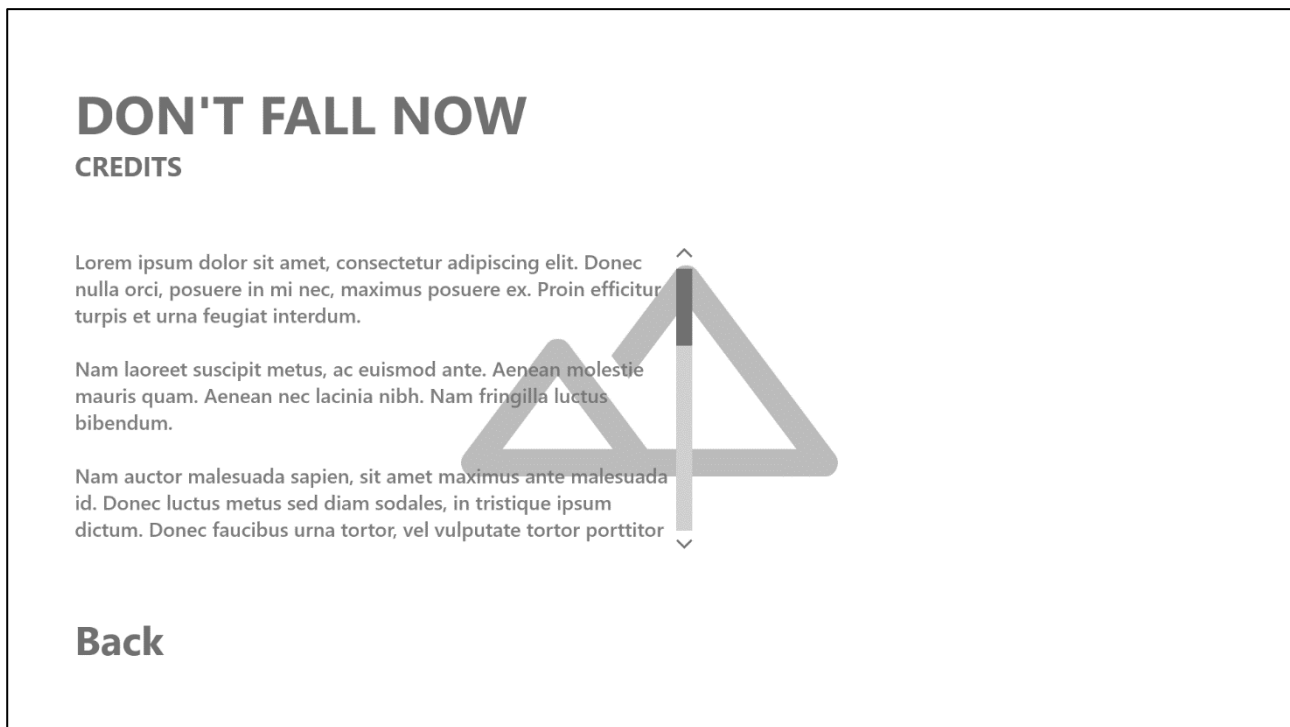 DON'T FALL NOW
CREDITS
Lorem ipsum dolor sit amet, consectetur adipiscing elit. Donec
nulla orci, posuere in mi nec, maximus posuere ex. Proin efficitur
turpis et urna feugiat interdum.
Nam laoreet suscipit metus, ac euismod ante. Aenean molestie
mauris quam. Aenean nec lacinia nibh. Nam fringilla luctus
bibendum.
Nam auctor malesuada sapien, sit amet maximus ante malesuada
id. Donec luctus metus sed diam sodales, in tristique ipsum
dictum. Donec faucibus urna tortor, vel vulputate tortor porttitor
Back